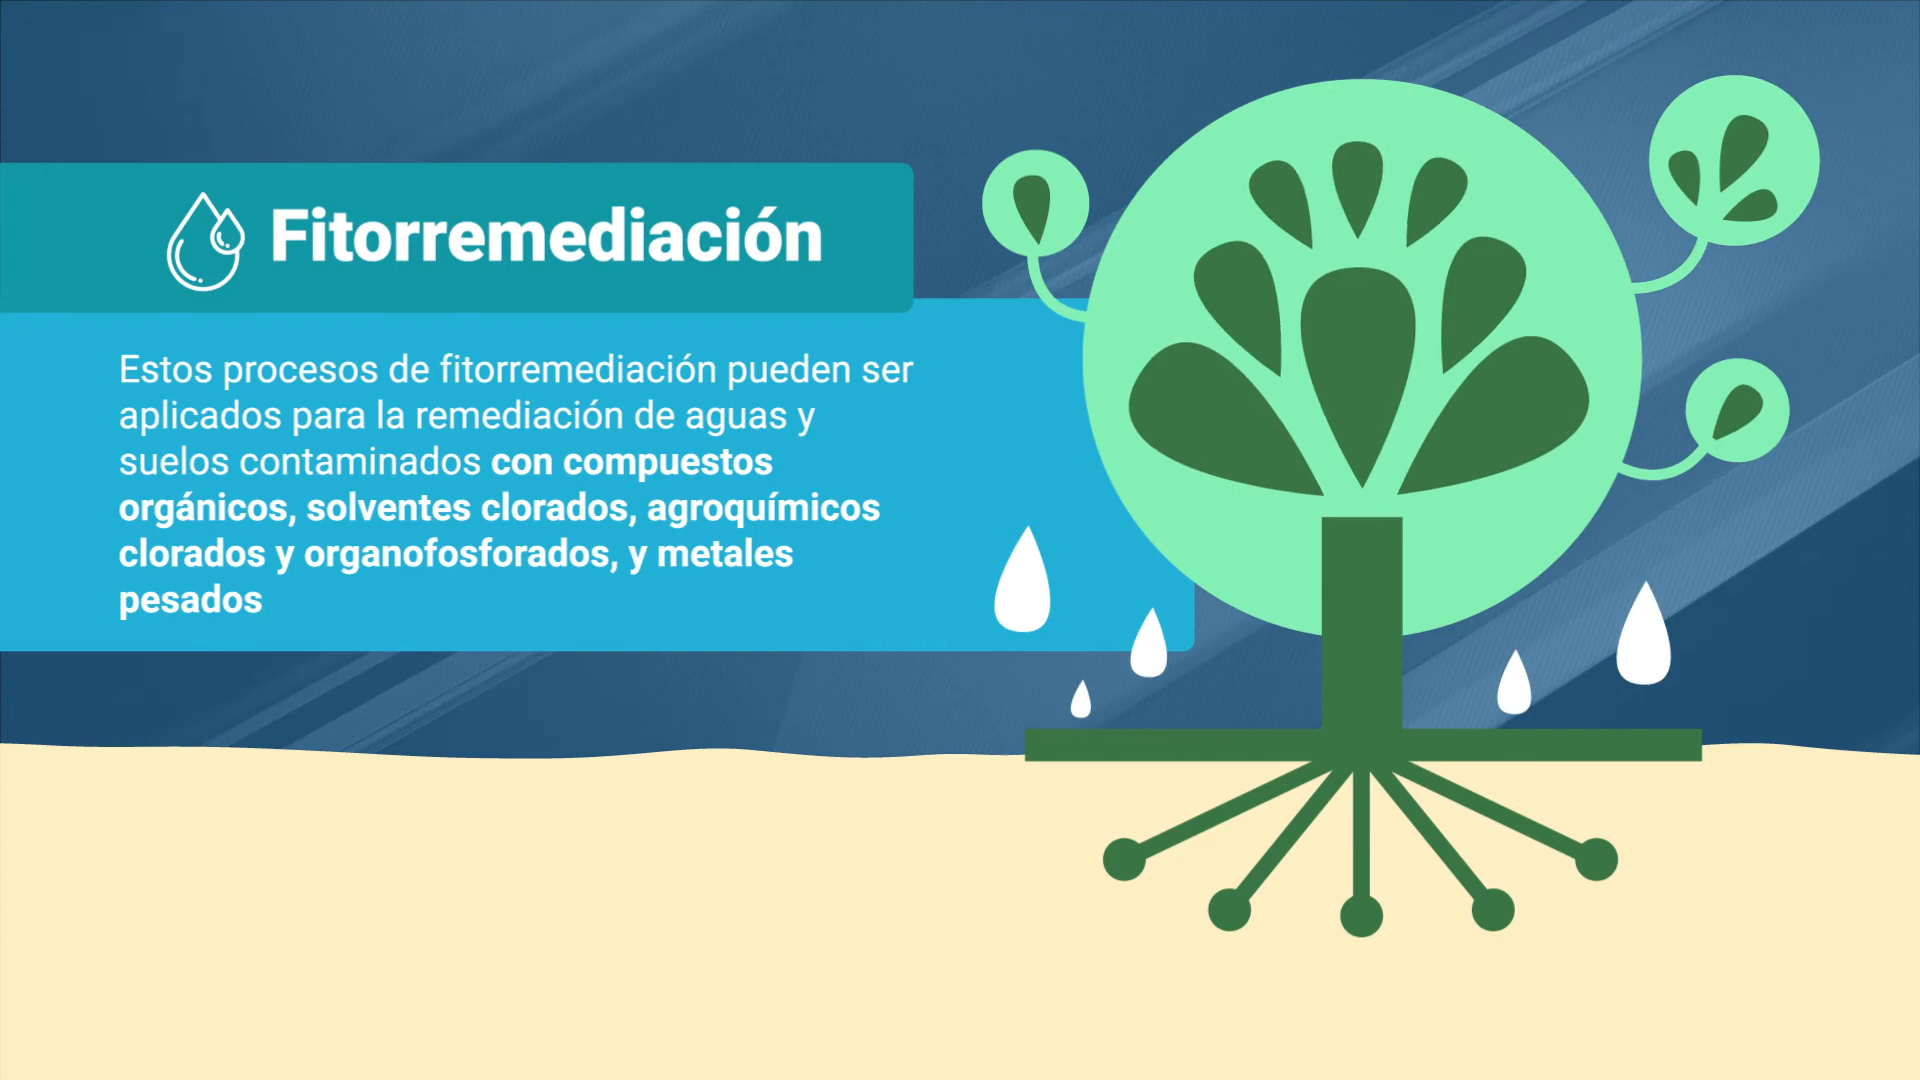 Fitorremediación
Estos procesos de fitorremediación pueden ser
aplicados para la remediación de aguas y
suelos contaminados con compuestos
orgánicos, solventes clorados, agroquímicos
clorados y organofosforados, y metales
pesados